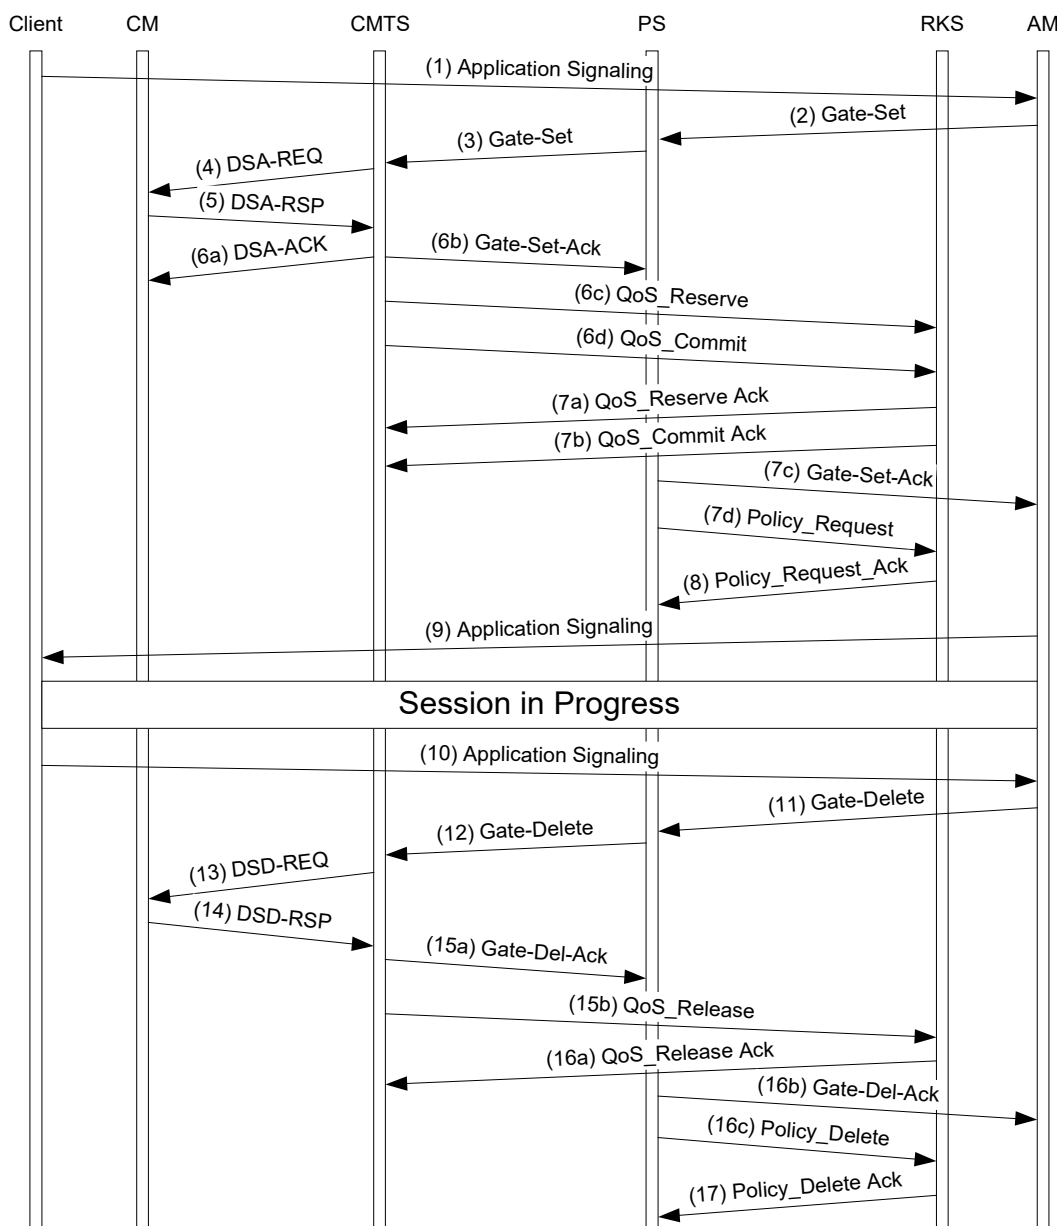 Client CM CMTS PS RKS AM
(1) Application Signaling
(2) Gate-Set
(3) Gate-Set
(4) DSA-REQ
(5) DSA-RSP
(6a) DSA-ACK
(6b) Gate-Set-Ack
(6c) QoS_Reserve
(6d) QoS_Commit
(7a) QoS_Reserve Ack
(7b) QoS_Commit Ack
(7c) Gate-Set-Ack
(7d) Policy_Request
(8) Policy_Request_Ack
(9) Application Signaling
Session in Progress
(10) Application Signaling
(11) Gate-Delete
(12) Gate-Delete
(13) DSD-REQ
(14) DSD-RSP
(15a) Gate-Del-Ack
(15b) QoS_Release
(16a) QoS_Release Ack
(16b) Gate-Del-Ack
(16c) Policy_Delete
(17) Policy_Delete Ack